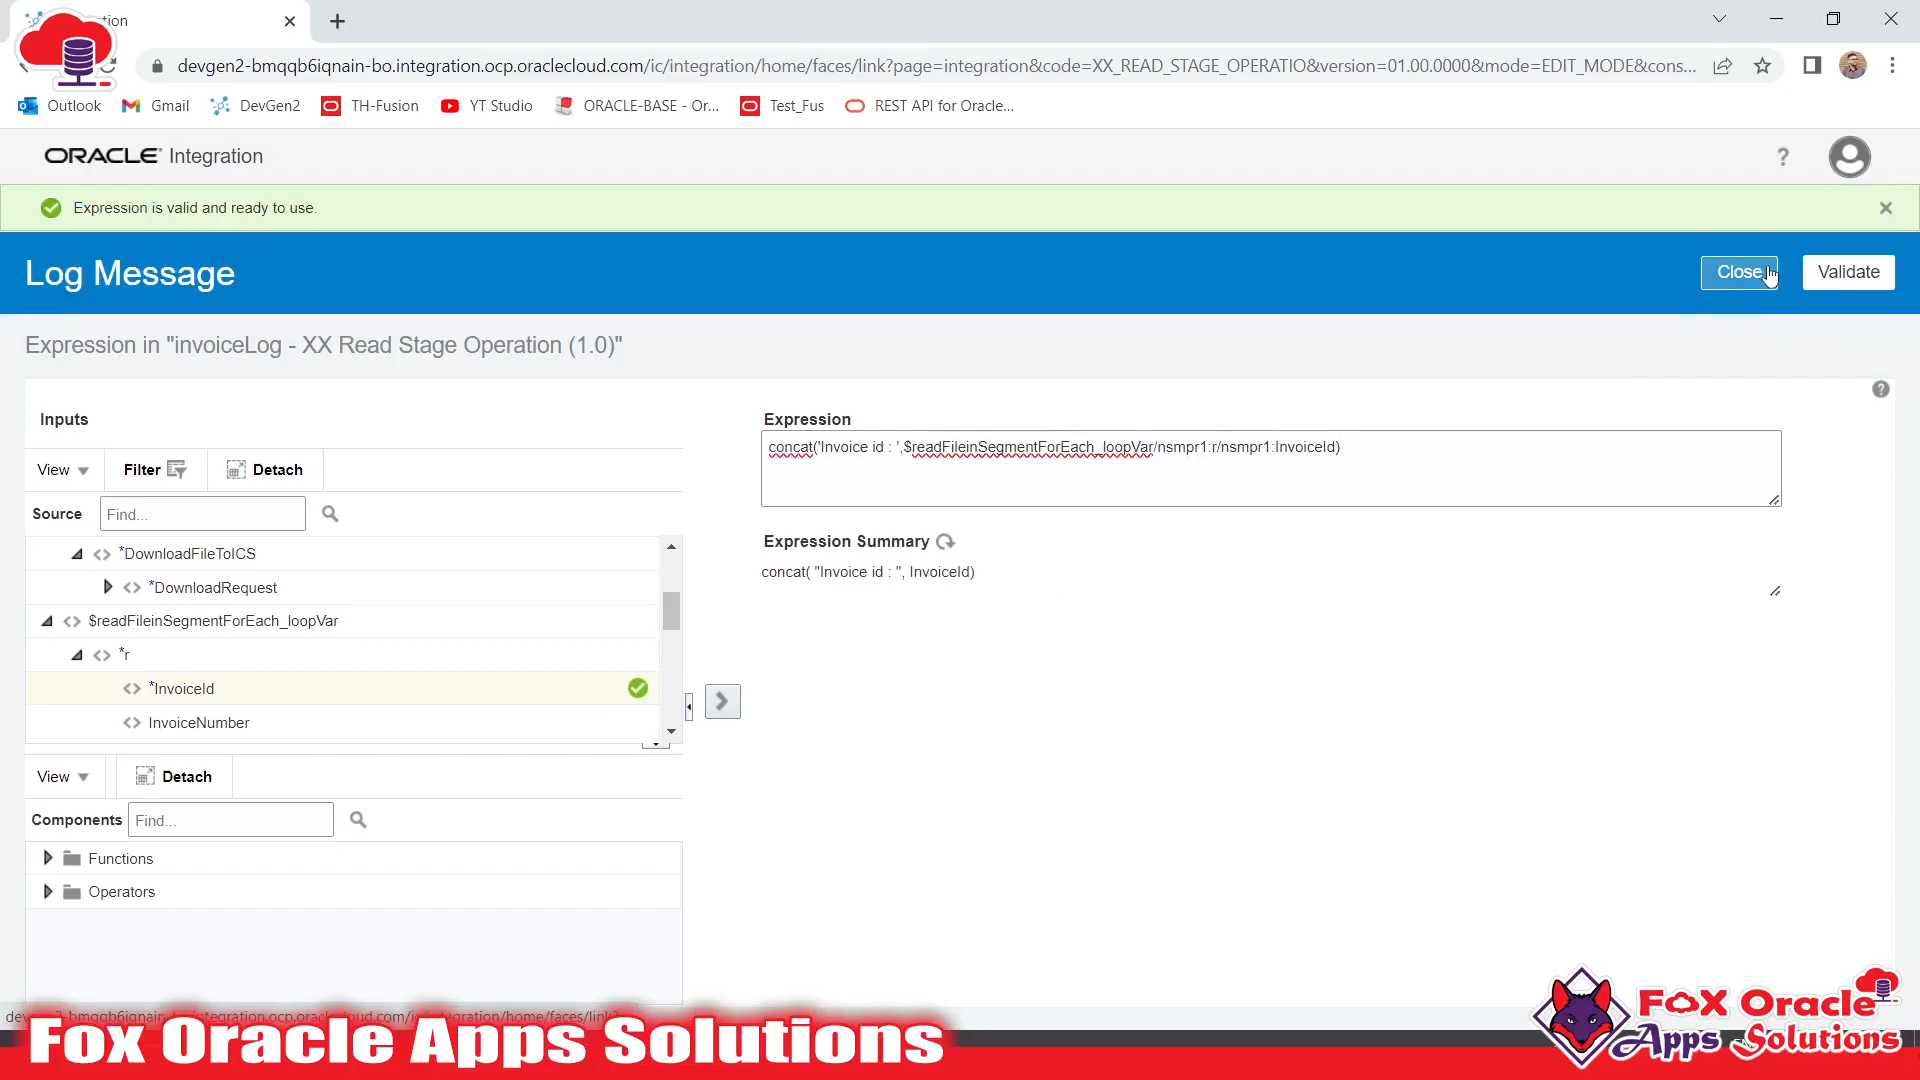 devgen2-bmqqb6iqnain-bo.integration.ocp.oraclecloud.com/ic/integration/home/faces/link?page=integration&code=XX_READ_STAGE_OPERATIO&version=01.00.0000&mode=EDIT_MODE&cons...
Outlook
Gmail
DevGen2
TH-Fusion
YT Studio
ORACLE-BASE - Or...
Test_Fus
REST API for Oracle...
ORACLE Integration
?
Expression is valid and ready to use.
Log Message
Close
Validate
Expression in "invoiceLog - XX Read Stage Operation (1.0)"
Inputs
View
Filter
Detach
Source
Find...
*DownloadFileToICS
*DownloadRequest
$readFileinSegmentForEach_loopVar
*r
*InvoiceId
InvoiceNumber
View
Detach
Components
Find...
Functions
Operators
Expression
concat('Invoice id : ',$readFileinSegmentForEach_loopVar/nsmpr1:r/nsmpr1:InvoiceId)
Expression Summary
concat( "Invoice id : ", InvoiceId)
Fox Oracle Apps Solutions
Fox Oracle
Apps Solutions